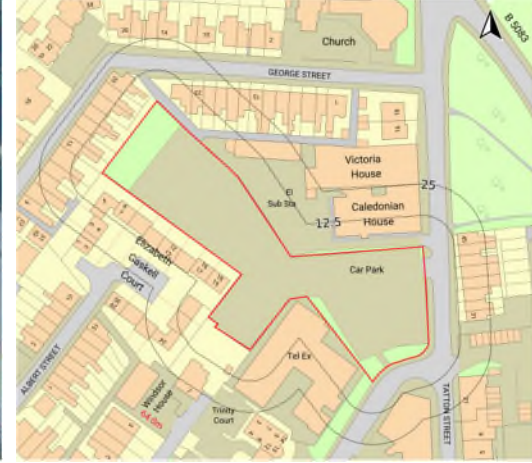 B 5083
Church
GEORGE STREET
Victoria
House
25
El
Sub Sta
12.5
Caledonian
House
Elizabeth
Gaskell
Court
Car Park
Tel Ex
ALBERT STREET
Windsor
House
64.0m
Trinity
Court
TATTON STREET